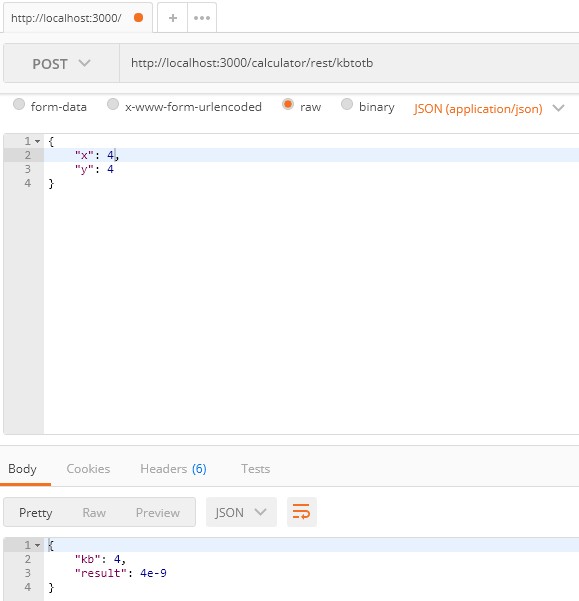 http://localhost:3000/
+
•••
POST
http://localhost:3000/calculator/rest/kbtotb
form-data x-www-form-urlencoded raw binary JSON (application/json)
1 {
2 "x": 4,
3 "y": 4
4 }
Body Cookies Headers (6) Tests
Pretty Raw Preview JSON
1 {
2 "kb": 4,
3 "result": 4e-9
4 }